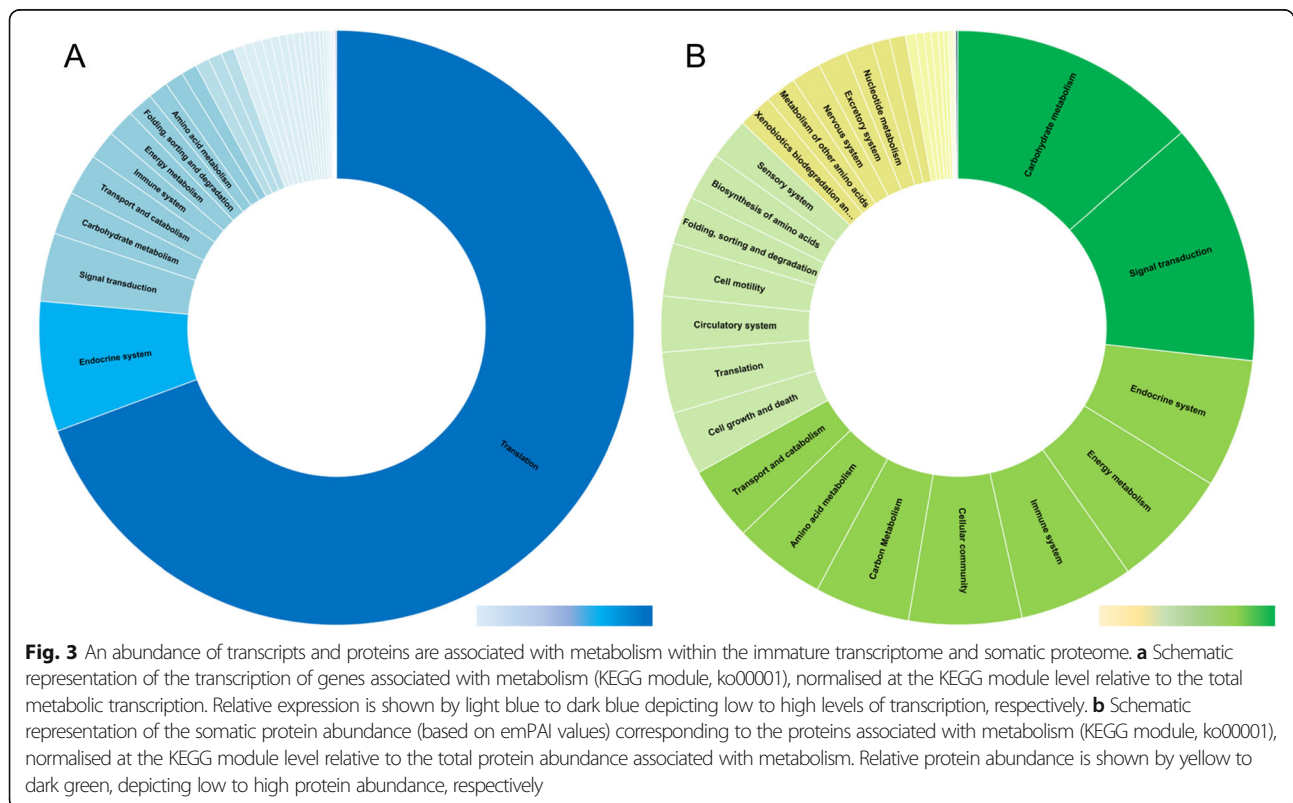 A
Translation
Endocrine system
Signal transduction
Carbohydrate metabolism
Transport and catabolism
Immune system
Energy metabolism
Folding, sorting and degradation
Amino acid metabolism
B
Carbohydrate metabolism
Signal transduction
Endocrine system
Energy metabolism
Immune system
Cellular community
Carbon Metabolism
Amino acid metabolism
Transport and catabolism
Cell growth and death
Translation
Circulatory system
Cell motility
Folding, sorting and degradation
Biosynthesis of amino acids
Sensory system
Xenobiotics biodegradation an...
Metabolism of other amino acids
Nervous system
Excretory system
Nucleotide metabolism
Fig. 3 An abundance of transcripts and proteins are associated with metabolism within the immature transcriptome and somatic proteome. a Schematic
representation of the transcription of genes associated with metabolism (KEGG module, ko00001), normalised at the KEGG module level relative to the total
metabolic transcription. Relative expression is shown by light blue to dark blue depicting low to high levels of transcription, respectively. b Schematic
representation of the somatic protein abundance (based on emPAI values) corresponding to the proteins associated with metabolism (KEGG module, ko00001),
normalised at the KEGG module level relative to the total protein abundance associated with metabolism. Relative protein abundance is shown by yellow to
dark green, depicting low to high protein abundance, respectively